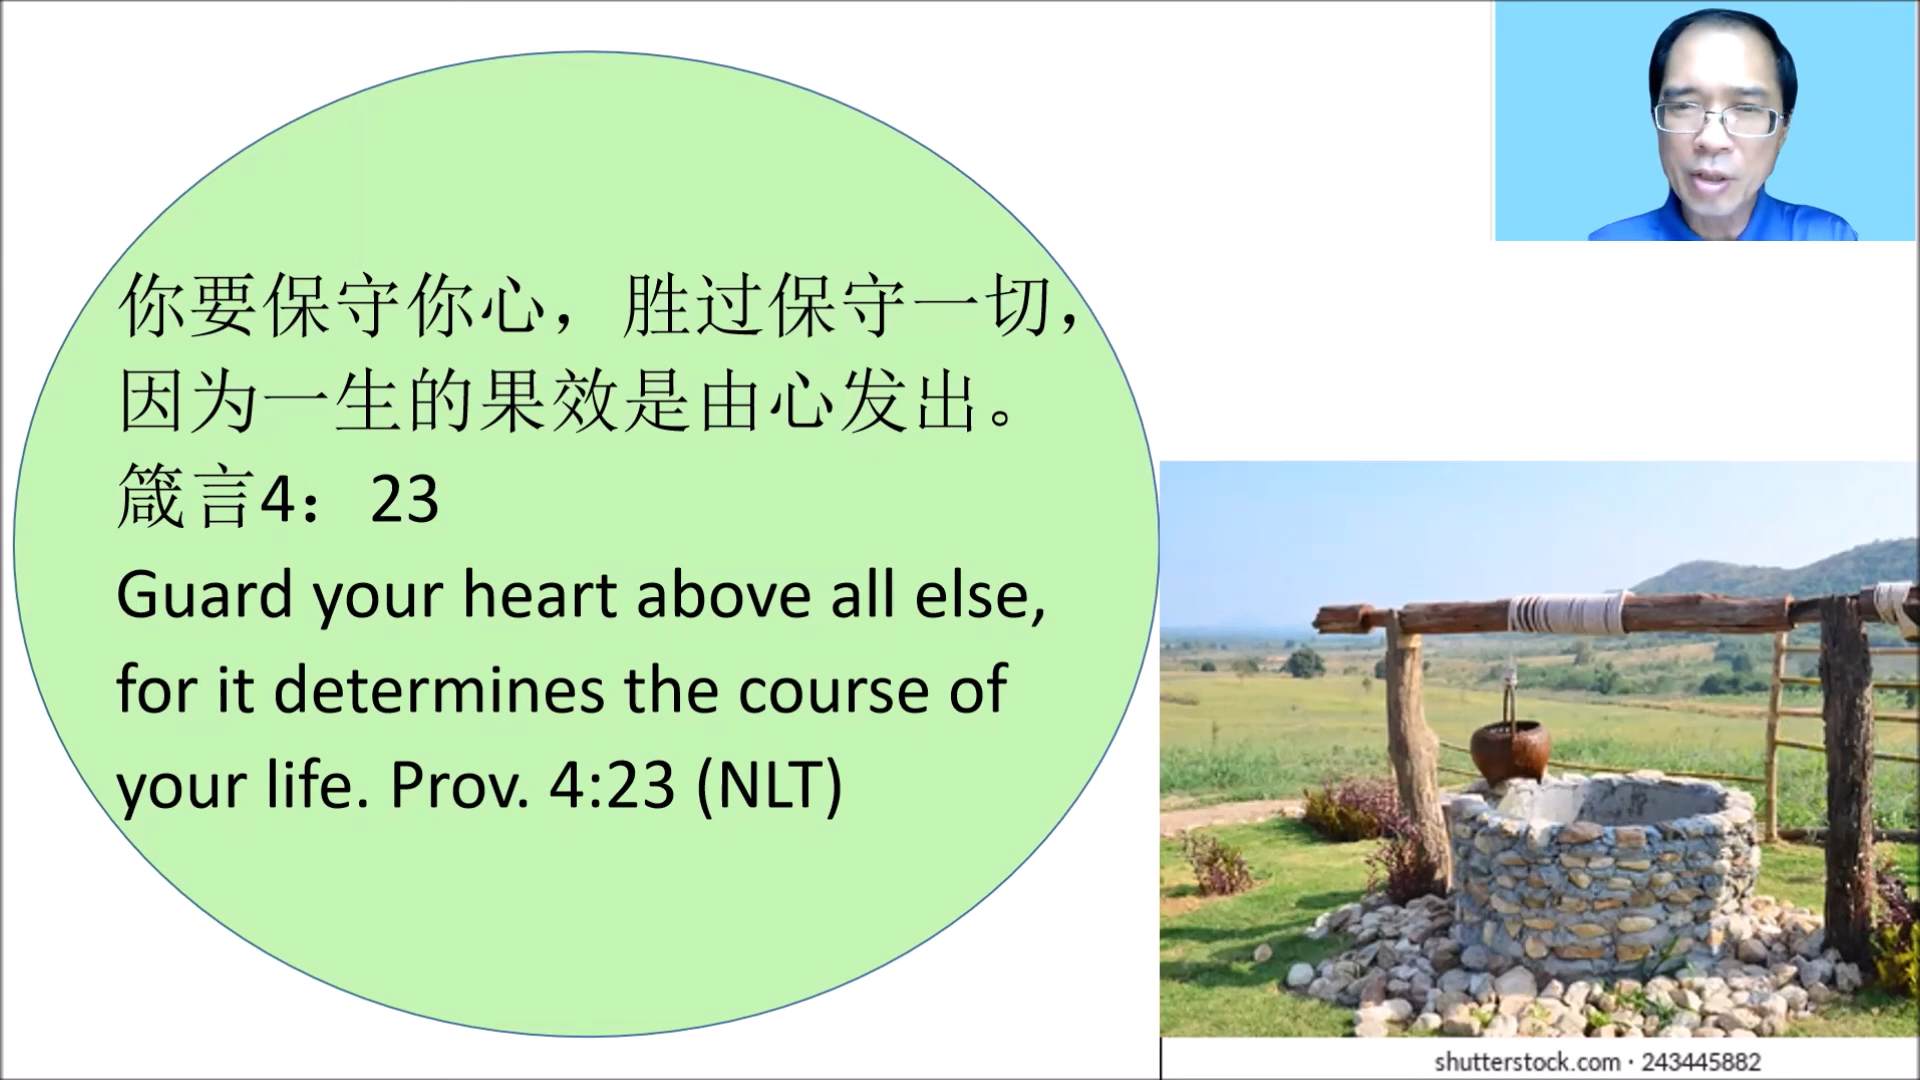 你要保守你心，胜过保守一切，
因为一生的果效是由心发出。
箴言4：23
Guard your heart above all else,
for it determines the course of
your life. Prov. 4:23 (NLT)
shutterstock.com · 243445882